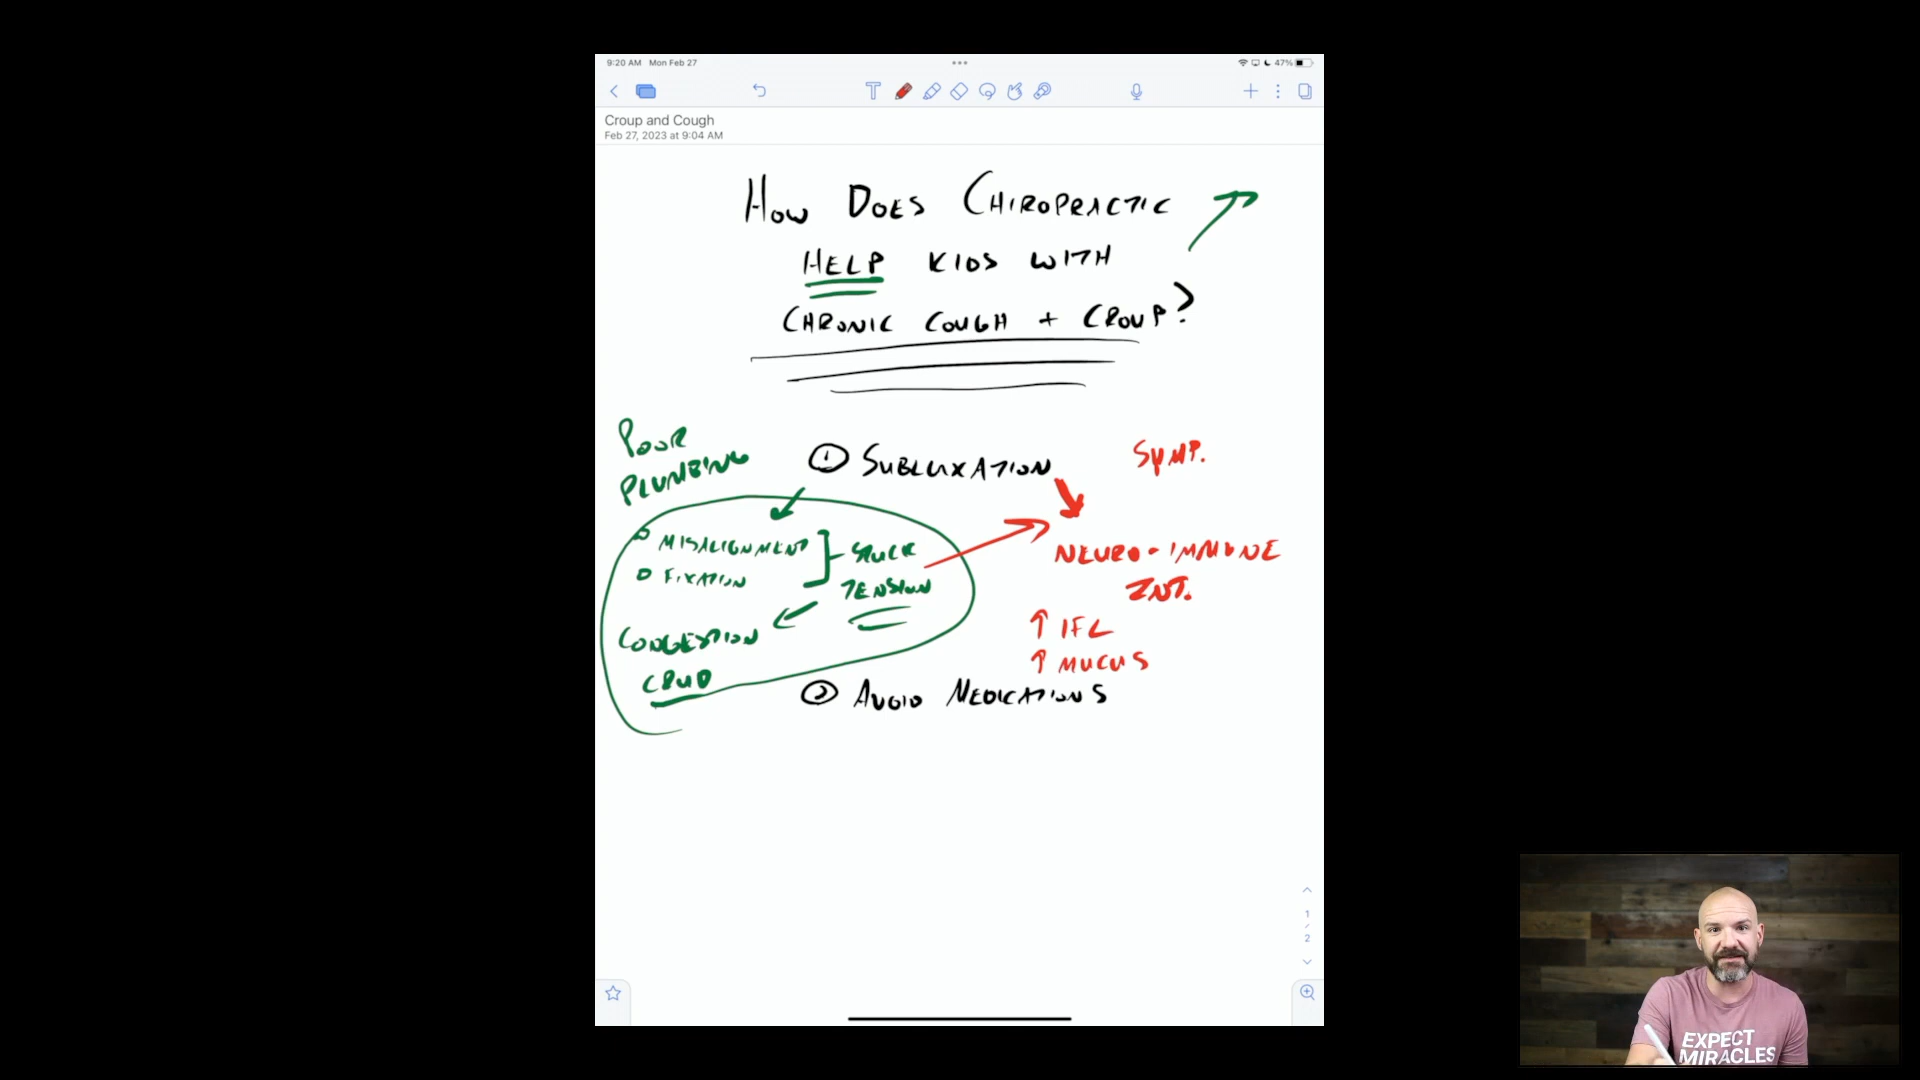 9:20 AM Mon Feb 27
47%
Croup and Cough
Feb 27, 2023 at 9:04 AM
HOW DOES CHIROPRACTIC
HELP KIDS WITH
CHRONIC COUGH + CROUP?
POOR
PLUMBING
① SUBLUXATION
SYMP.
MISALIGNMENT
FIXATION
STUCK
TENSION
NEURO-IMMUNE
INT.
CONGESTION
CRUD
↑ IFL
↑ MUCUS
② AVOID MEDICATIONS
1
/
2
EXPECT
MIRACLES